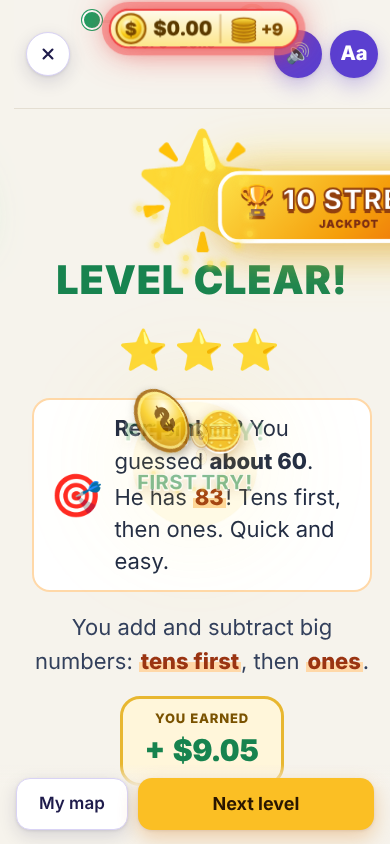 $ $0.00 +9
Aa
10 STRE
JACKPOT
LEVEL CLEAR!
You
guessed about 60.
FIRST TRY!
He has 83! Tens first,
then ones. Quick and
easy.
You add and subtract big
numbers: tens first, then ones.
YOU EARNED
+ $9.05
My map
Next level